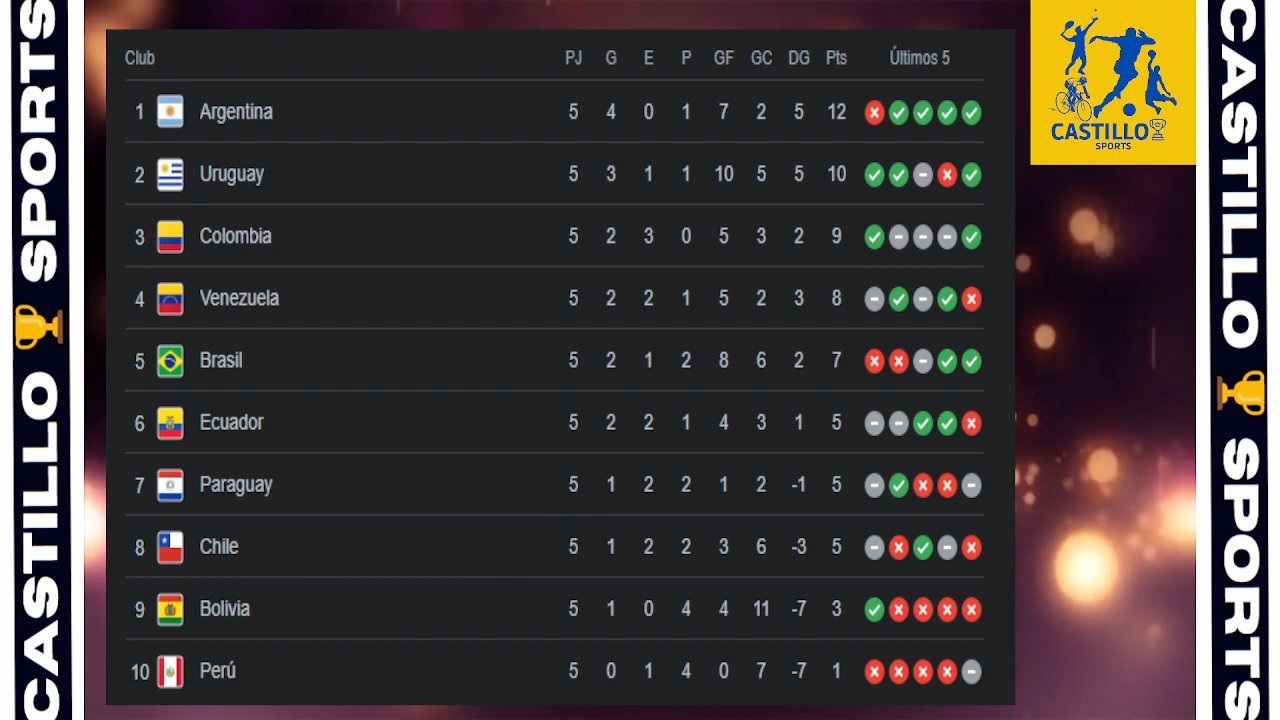 CASTILLO SPORTS
Club PJ G E P GF GC DG Pts Últimos 5
1 Argentina 5 4 0 1 7 2 5 12
2 Uruguay 5 3 1 1 10 5 5 10
3 Colombia 5 2 3 0 5 3 2 9
4 Venezuela 5 2 2 1 5 2 3 8
5 Brasil 5 2 1 2 8 6 2 7
6 Ecuador 5 2 2 1 4 3 1 5
7 Paraguay 5 1 2 2 1 2 -1 5
8 Chile 5 1 2 2 3 6 -3 5
9 Bolivia 5 1 0 4 4 11 -7 3
10 Perú 5 0 1 4 0 7 -7 1
CASTILLO
SPORTS
CASTILLO SPORTS